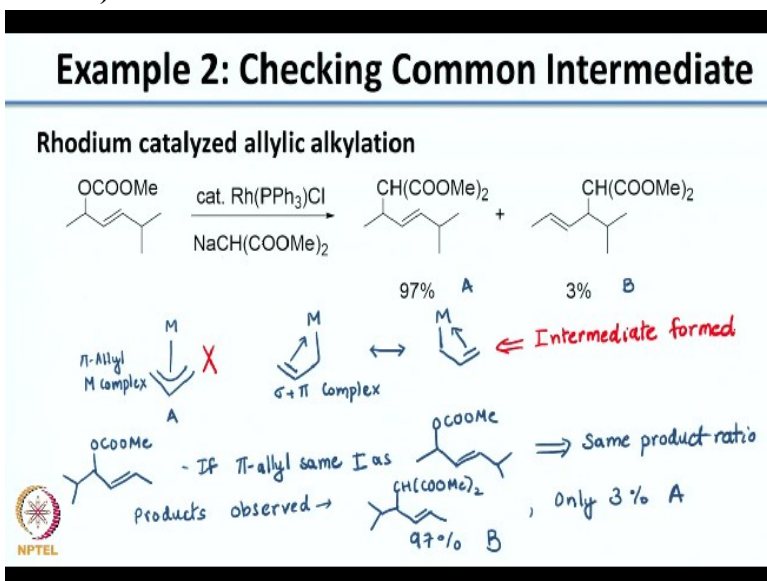 Example 2: Checking Common Intermediate
Rhodium catalyzed allylic alkylation
OCOOMe
cat. Rh(PPh3)Cl
NaCH(COOMe)2
CH(COOMe)2
+
CH(COOMe)2
97% A
3% B
M
π-Allyl
M complex
X
A
M
σ+π Complex
↔
M
⇐ Intermediate formed
OCOOMe
- If π-allyl same I as
OCOOMe
⇒ Same product ratio
Products observed →
CH(COOMe)2
97% B
, Only 3% A
NPTEL